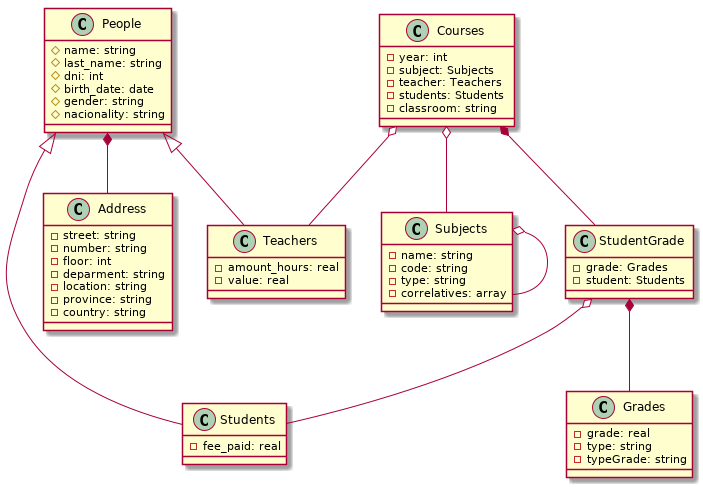 C People
name: string
last_name: string
dni: int
birth_date: date
gender: string
nacionality: string
C Courses
year: int
subject: Subjects
teacher: Teachers
students: Students
classroom: string
C Address
street: string
number: string
floor: int
deparment: string
location: string
province: string
country: string
C Teachers
amount_hours: real
value: real
C Subjects
name: string
code: string
type: string
correlatives: array
C StudentGrade
grade: Grades
student: Students
C Students
fee_paid: real
C Grades
grade: real
type: string
typeGrade: string